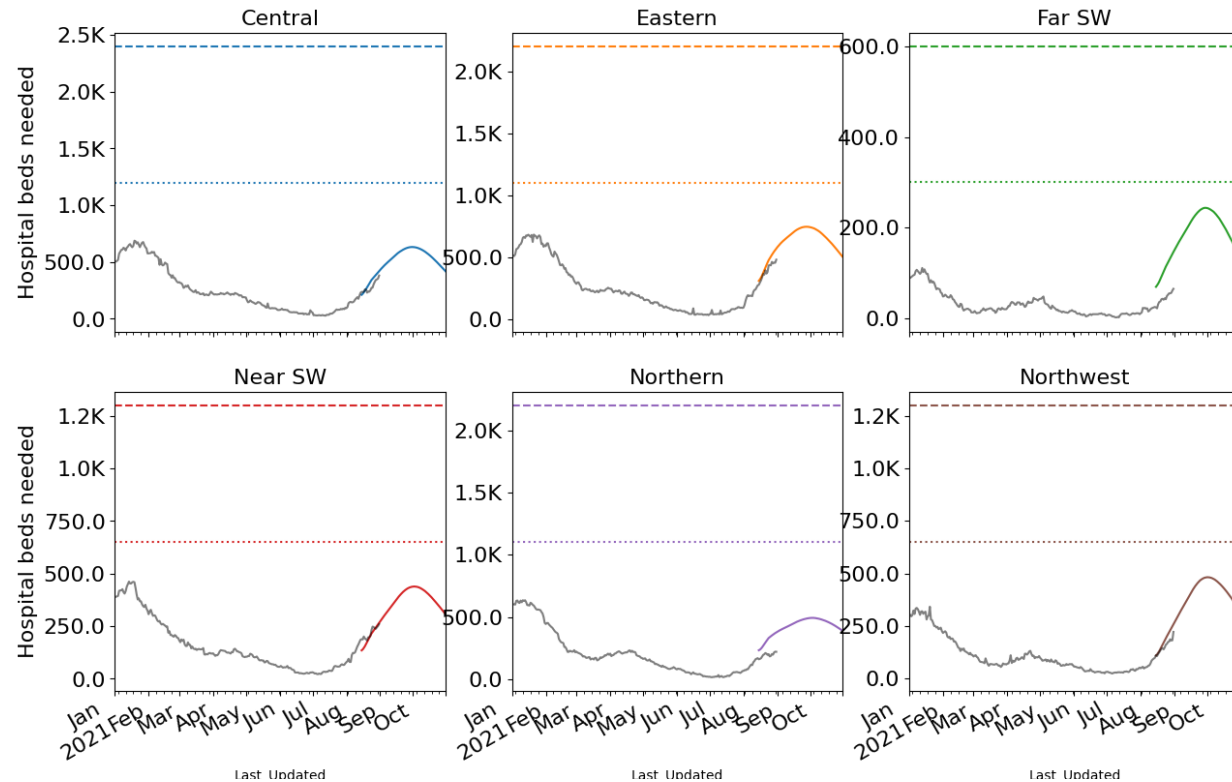 Central
Eastern
Far SW
Hospital beds needed
2.5K
2.0K
1.5K
1.0K
500.0
0.0
2.0K
1.5K
1.0K
500.0
0.0
600.0
400.0
200.0
0.0
Near SW
Northern
Northwest
Hospital beds needed
1.2K
1.0K
750.0
500.0
250.0
0.0
2.0K
1.5K
1.0K
500.0
0.0
1.2K
1.0K
750.0
500.0
250.0
0.0
Jan
2021 Feb Mar Apr May Jun Jul Aug Sep Oct
Jan
2021 Feb Mar Apr May Jun Jul Aug Sep Oct
Jan
2021 Feb Mar Apr May Jun Jul Aug Sep Oct
Last_Updated
Last_Updated